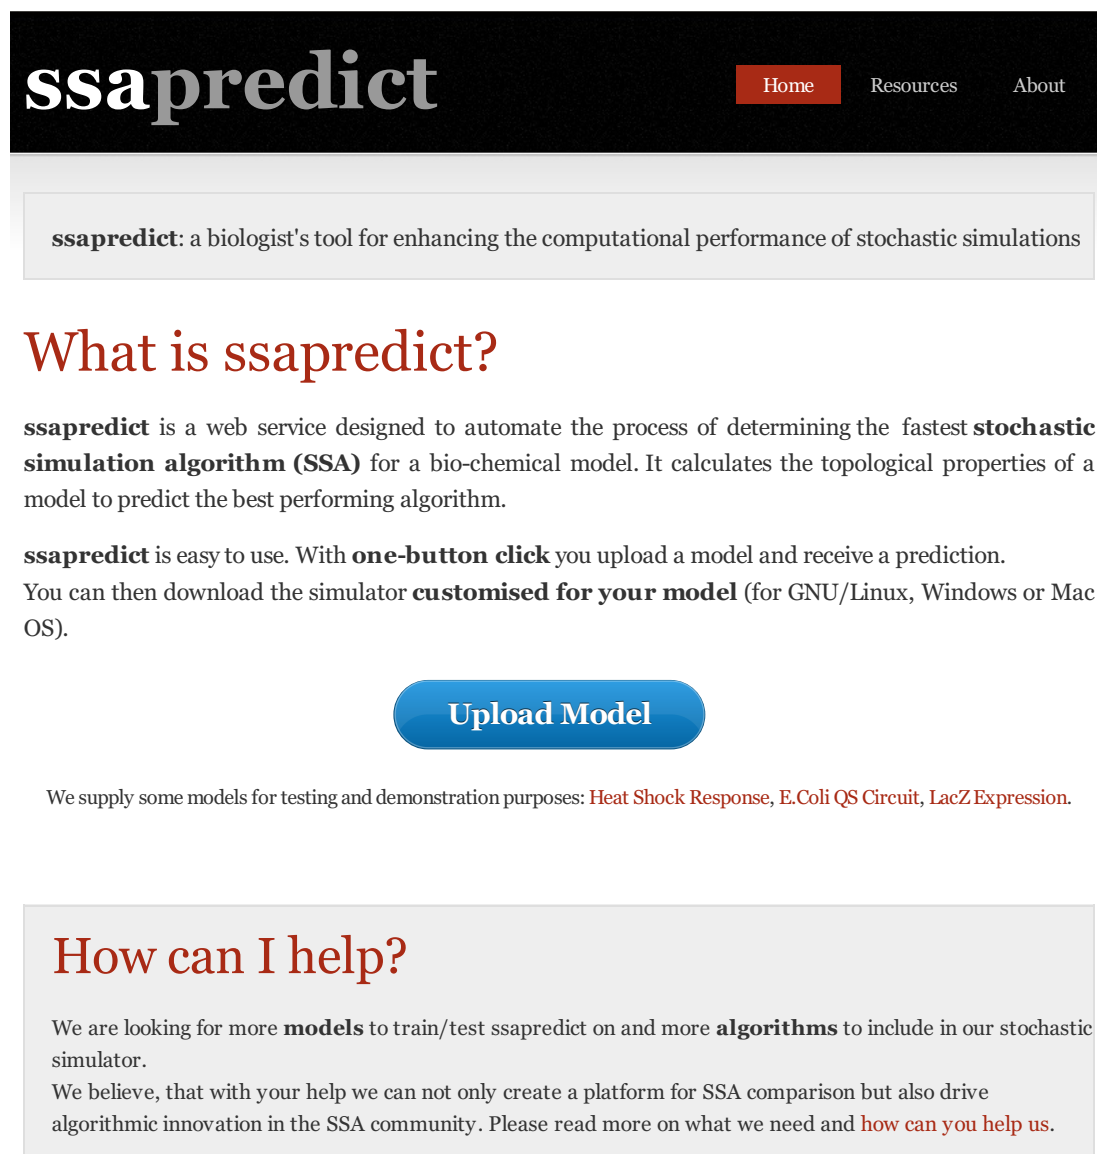 ssapredict
Home Resources About
ssapredict: a biologist's tool for enhancing the computational performance of stochastic simulations
What is ssapredict?
ssapredict is a web service designed to automate the process of determining the fastest stochastic
simulation algorithm (SSA) for a bio-chemical model. It calculates the topological properties of a
model to predict the best performing algorithm.
ssapredict is easy to use. With one-button click you upload a model and receive a prediction.
You can then download the simulator customised for your model (for GNU/Linux, Windows or Mac
OS).
Upload Model
We supply some models for testing and demonstration purposes: Heat Shock Response, E.Coli QS Circuit, LacZ Expression.
How can I help?
We are looking for more models to train/test ssapredict on and more algorithms to include in our stochastic
simulator.
We believe, that with your help we can not only create a platform for SSA comparison but also drive
algorithmic innovation in the SSA community. Please read more on what we need and how can you help us.